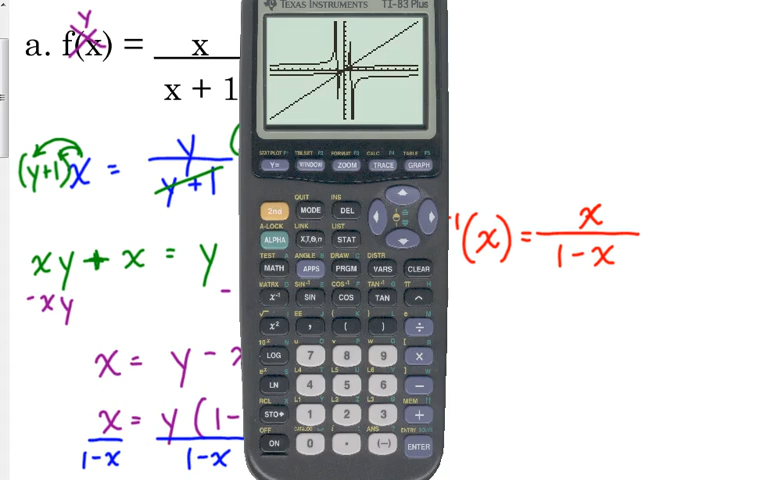 TEXAS INSTRUMENTS TI-83 Plus
y
a. f(x) = x
x + 1
(y+1)x = y
y+1
xy + x = y
-xy -
x = y -
x = y (1-
1-x 1-x
-1(x) = x
1-x
STAT PLOT F1 TBLSET F2 FORMAT F3 CALC F4 TABLE F5
Y= WINDOW ZOOM TRACE GRAPH
QUIT INS
2nd MODE DEL
A-LOCK LINK LIST
ALPHA X,T,Θ,n STAT
TEST A ANGLE B DRAW C DISTR
MATH APPS PRGM VARS CLEAR
MATRX D SIN-1 E COS-1 F TAN-1 G π H
x-1 SIN COS TAN ^
√ I EE J { K } L e M
x2 , ( ) ÷
10x N u O v P w Q [ R
LOG 7 8 9 ×
ex S L4 T L5 U L6 V ] W
LN 4 5 6 −
RCL X L1 Y L2 Z L3 θ MEM "
STO 1 2 3 +
OFF CATALOG i ANS ENTRY SOLVE
ON 0 . (−) ENTER